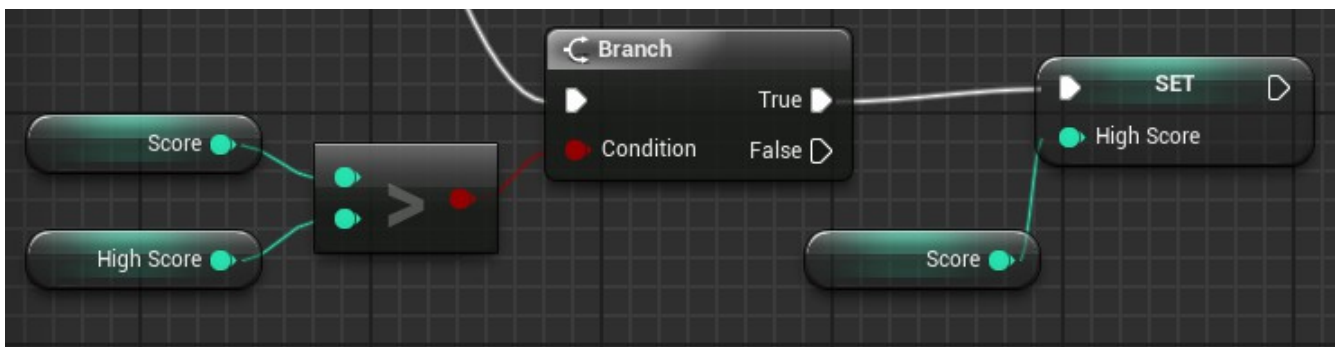 Branch
True
Score
Condition
False
>
High Score
SET
High Score
Score